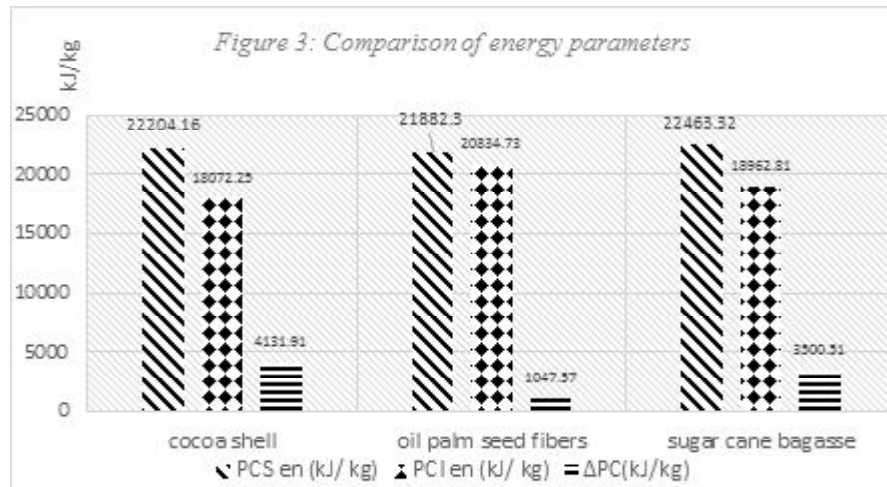 Figure 3: Comparison of energy parameters
kJ/kg
25000
20000
15000
10000
5000
0
22204.16
18072.25
4131.91
21882.3
20834.73
1047.57
22463.32
18962.81
3500.51
cocoa shell
oil palm seed fibers
sugar cane bagasse
PCS en (kJ/ kg) PCI en (kJ/ kg) ΔPC(kJ/kg)